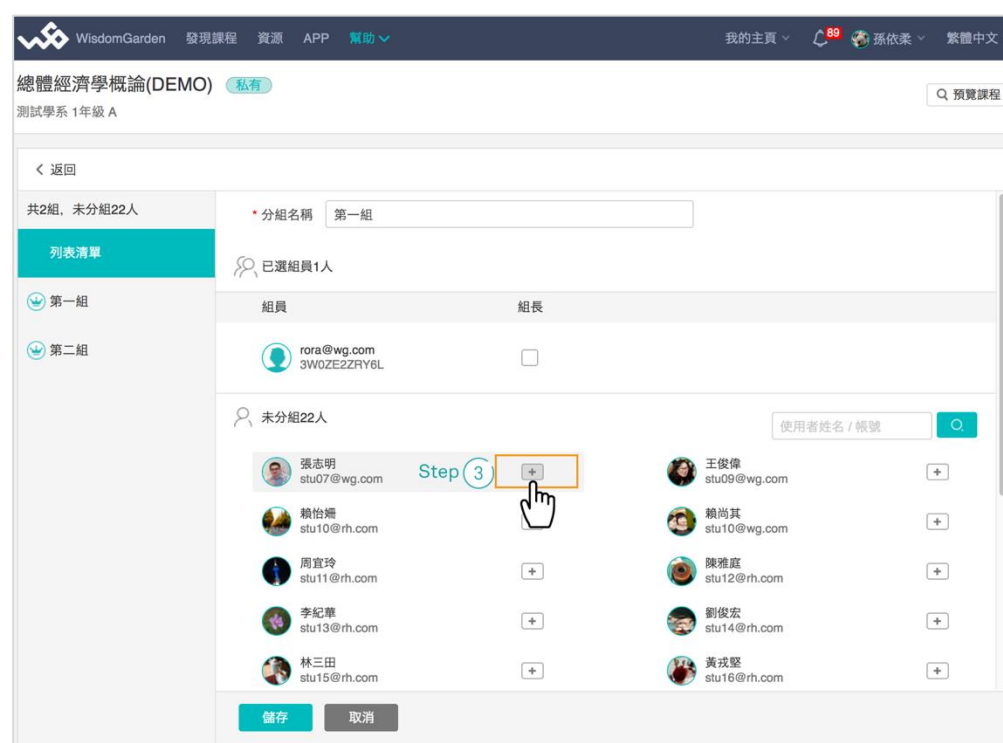 WisdomGarden 發現課程 資源 APP 幫助 我的主頁 89 孫依柔 繁體中文
總體經濟學概論(DEMO) 私有
測試學系 1年級 A
預覽課程
返回
共2組, 未分組22人
列表清單
第一組
第二組
* 分組名稱 第一組
已選組員1人
組員 組長
rora@wg.com
3W0ZE2ZRY6L
未分組22人
使用者姓名 / 帳號
張志明
stu07@wg.com
Step 3
+
王俊偉
stu09@wg.com
+
賴怡姍
stu10@rh.com
賴尚其
stu10@wg.com
+
周宜玲
stu11@rh.com
+
陳雅庭
stu12@rh.com
+
李紀華
stu13@rh.com
+
劉俊宏
stu14@rh.com
+
林三田
stu15@rh.com
+
黃戎堅
stu16@rh.com
+
儲存 取消